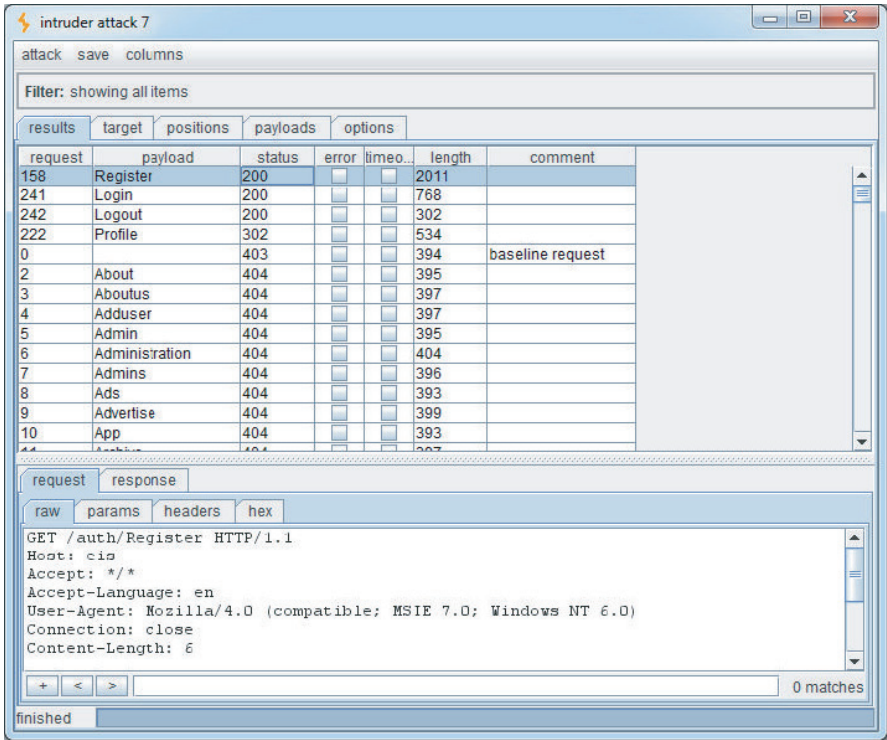 intruder attack 7
attack save columns
Filter: showing all items
results target positions payloads options
request payload status error timeo... length comment
158 Register 200 2011
241 Login 200 768
242 Logout 200 302
222 Profile 302 534
0 403 394 baseline request
2 About 404 395
3 Aboutus 404 397
4 Adduser 404 397
5 Admin 404 395
6 Administration 404 404
7 Admins 404 396
8 Ads 404 393
9 Advertise 404 399
10 App 404 393
request response
raw params headers hex
GET /auth/Register HTTP/1.1
Host: cis
Accept: */*
Accept-Language: en
User-Agent: Mozilla/4.0 (compatible; MSIE 7.0; Windows NT 6.0)
Connection: close
Content-Length: 6
+ < > 0 matches
finished